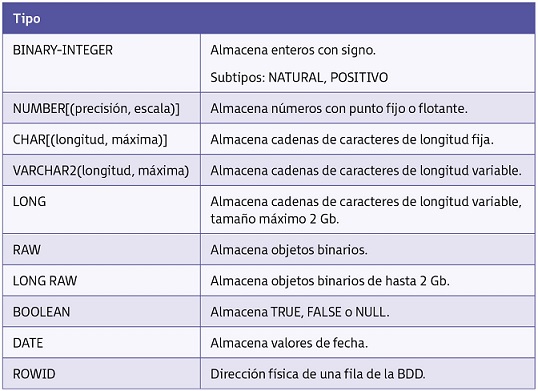 Tipo
BINARY-INTEGER
Almacena enteros con signo.
Subtipos: NATURAL, POSITIVO
NUMBER[(precisión, escala)]
Almacena números con punto fijo o flotante.
CHAR[(longitud, máxima)]
Almacena cadenas de caracteres de longitud fija.
VARCHAR2(longitud, máxima)
Almacena cadenas de caracteres de longitud variable.
LONG
Almacena cadenas de caracteres de longitud variable,
tamaño máximo 2 Gb.
RAW
Almacena objetos binarios.
LONG RAW
Almacena objetos binarios de hasta 2 Gb.
BOOLEAN
Almacena TRUE, FALSE o NULL.
DATE
Almacena valores de fecha.
ROWID
Dirección física de una fila de la BDD.